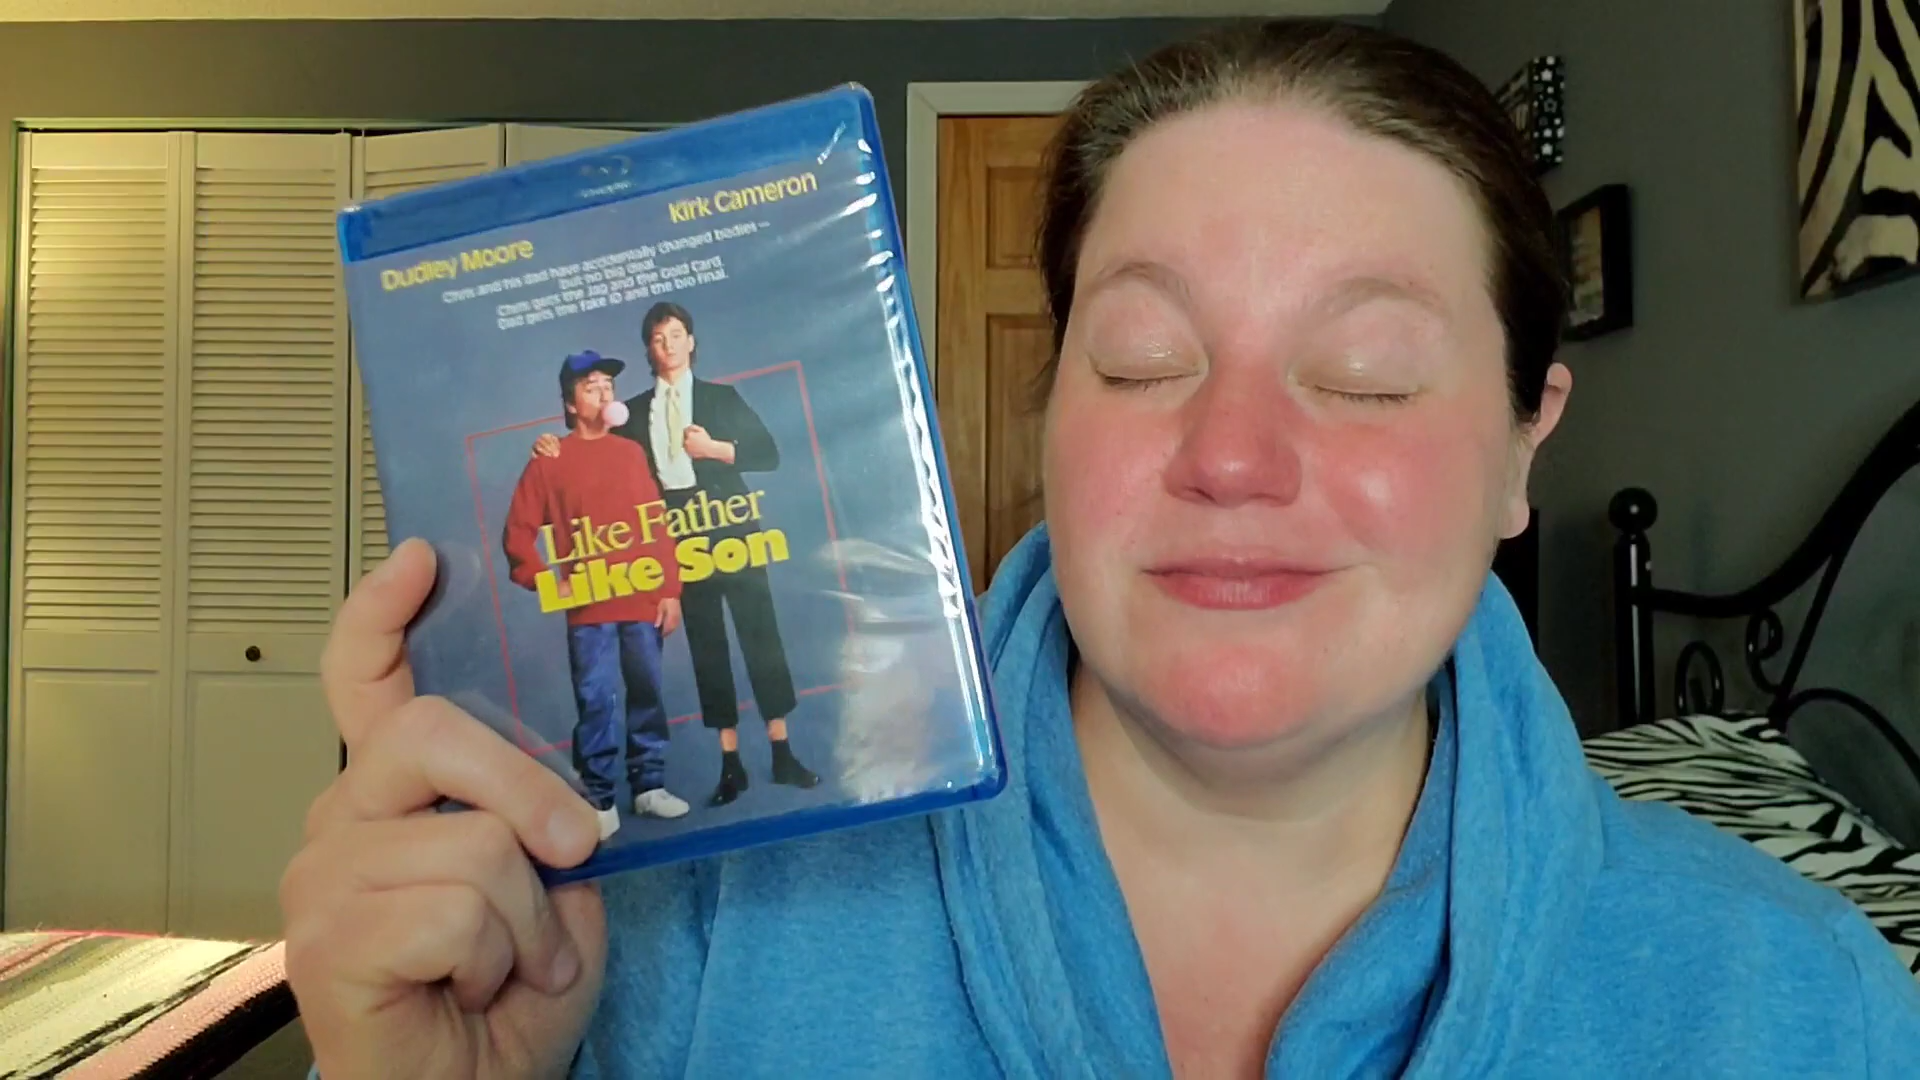 Dudley Moore
Kirk Cameron
Chris and his dad have accidentally changed bodies —
but no big deal.
Chris gets the Jag and the Gold Card.
Dad gets the fake ID and the bio final.
Like Father
Like Son